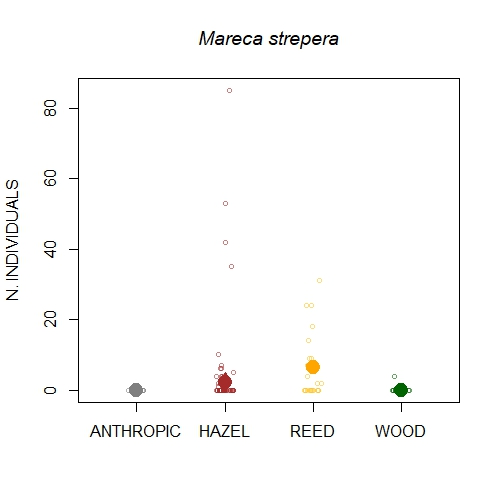 Mareca strepera
N. INDIVIDUALS
80
60
40
20
0
ANTHROPIC HAZEL REED WOOD